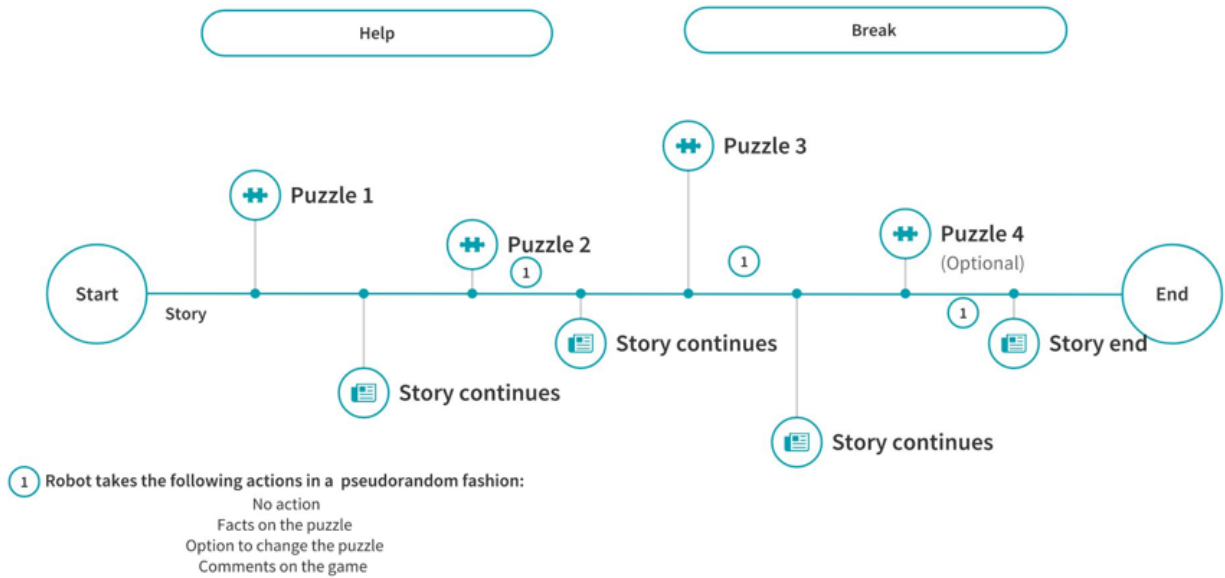 Help
Break
Puzzle 3
Puzzle 1
Puzzle 2
Puzzle 4
(Optional)
1
1
Start
End
Story
1
Story continues
Story end
Story continues
Story continues
1 Robot takes the following actions in a pseudorandom fashion:
No action
Facts on the puzzle
Option to change the puzzle
Comments on the game